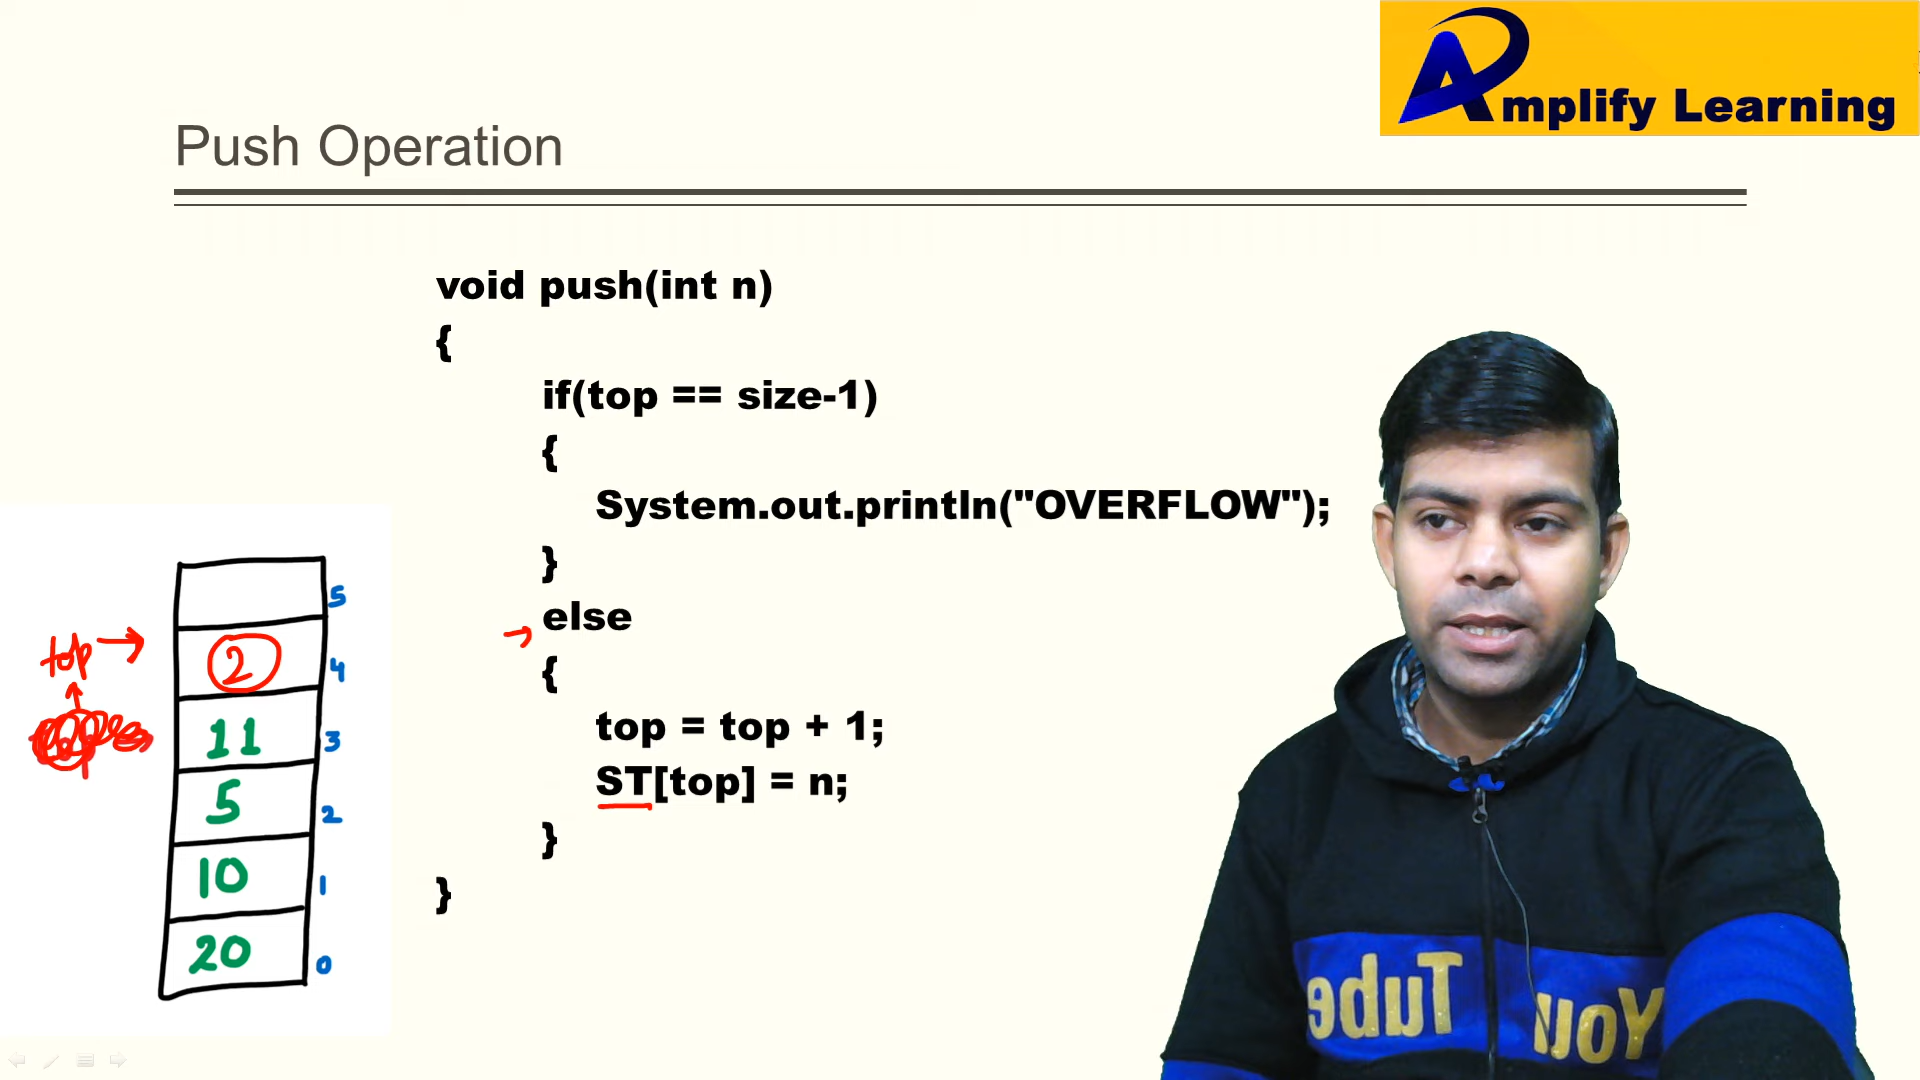 Amplify Learning
Push Operation
void push(int n)
{
if(top == size-1)
{
System.out.println("OVERFLOW");
}
else
{
top = top + 1;
ST[top] = n;
}
}
5
top → 2 4
11 3
5 2
10 1
20 0
YouTube